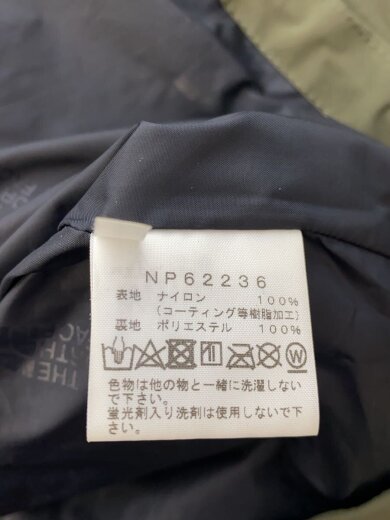 NP62236
表地 ナイロン 100%
(コーティング等樹脂加工)
裏地 ポリエステル 100%
W
色物は他の物と一緒に洗濯しない
で下さい。
蛍光剤入り洗剤は使用しないで下
さい。
THE